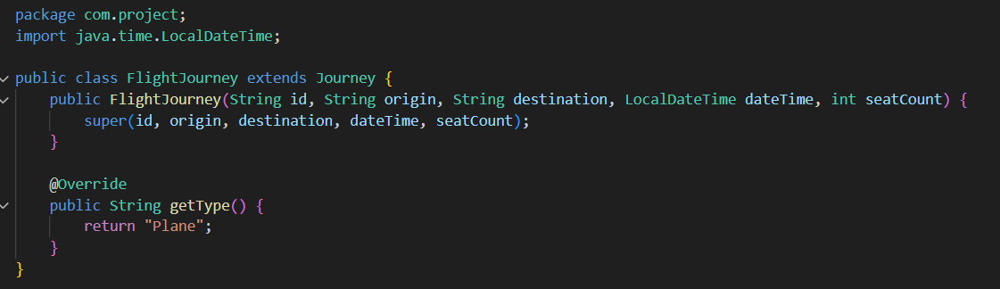 package com.project;
import java.time.LocalDateTime;
public class FlightJourney extends Journey {
public FlightJourney(String id, String origin, String destination, LocalDateTime dateTime, int seatCount) {
super(id, origin, destination, dateTime, seatCount);
}
@Override
public String getType() {
return "Plane";
}
}